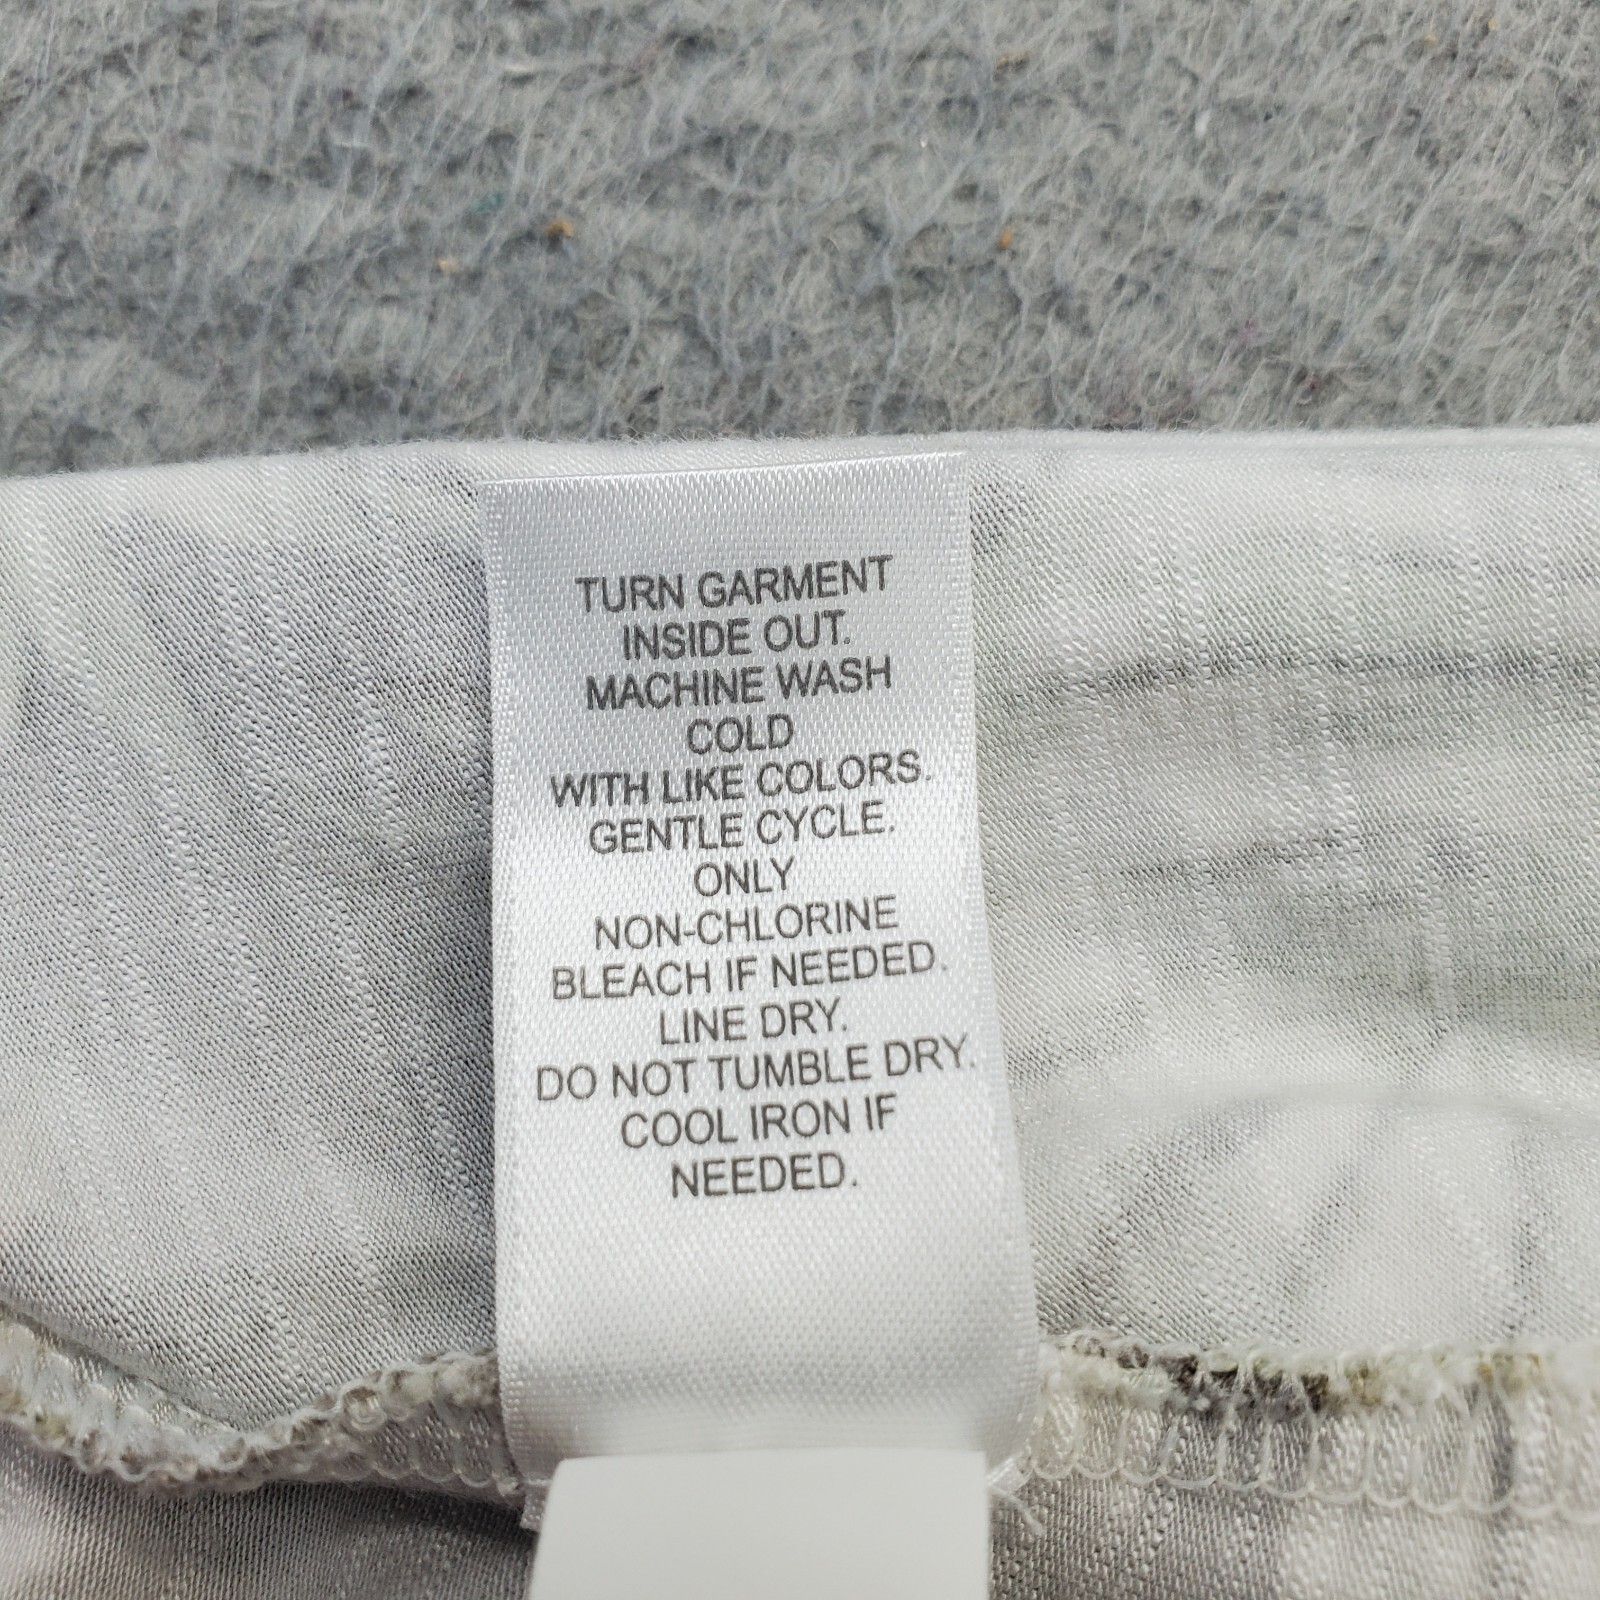 TURN GARMENT
INSIDE OUT.
MACHINE WASH
COLD
WITH LIKE COLORS.
GENTLE CYCLE.
ONLY
NON-CHLORINE
BLEACH IF NEEDED.
LINE DRY.
DO NOT TUMBLE DRY.
COOL IRON IF
NEEDED.